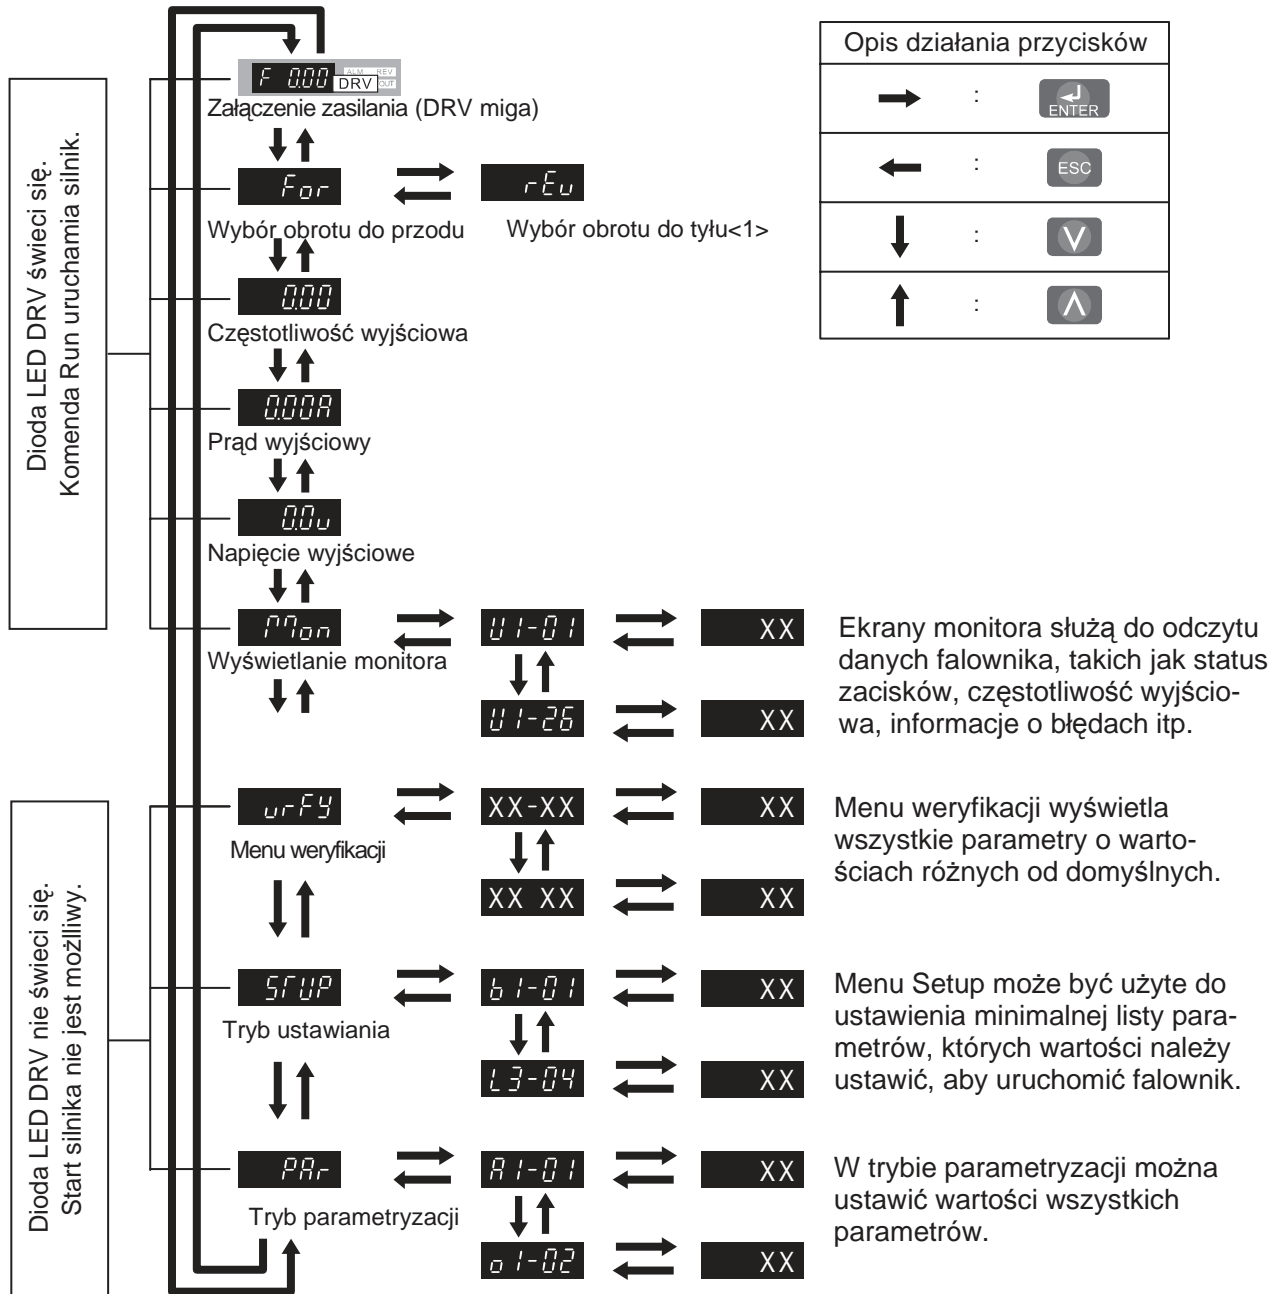 Opis działania przycisków
: ENTER
: ESC
: V
: Λ
Dioda LED DRV świeci się.
Komenda Run uruchamia silnik.
F 0.00 ALM REV DRV OUT
Załączenie zasilania (DRV miga)
For rEv
Wybór obrotu do przodu Wybór obrotu do tyłu<1>
0.00
Częstotliwość wyjściowa
0.00A
Prąd wyjściowy
0.0v
Napięcie wyjściowe
Mon U1-01 XX
Wyświetlanie monitora
U1-26 XX
Ekrany monitora służą do odczytu
danych falownika, takich jak status
zacisków, częstotliwość wyjścio-
wa, informacje o błędach itp.
Dioda LED DRV nie świeci się.
Start silnika nie jest możlliwy.
vrFY XX-XX XX
Menu weryfikacji
XX XX XX
Menu weryfikacji wyświetla
wszystkie parametry o warto-
ściach różnych od domyślnych.
STUP b1-01 XX
Tryb ustawiania
L3-04 XX
Menu Setup może być użyte do
ustawienia minimalnej listy para-
metrów, których wartości należy
ustawić, aby uruchomić falownik.
PAr A1-01 XX
Tryb parametryzacji
o1-02 XX
W trybie parametryzacji można
ustawić wartości wszystkich
parametrów.